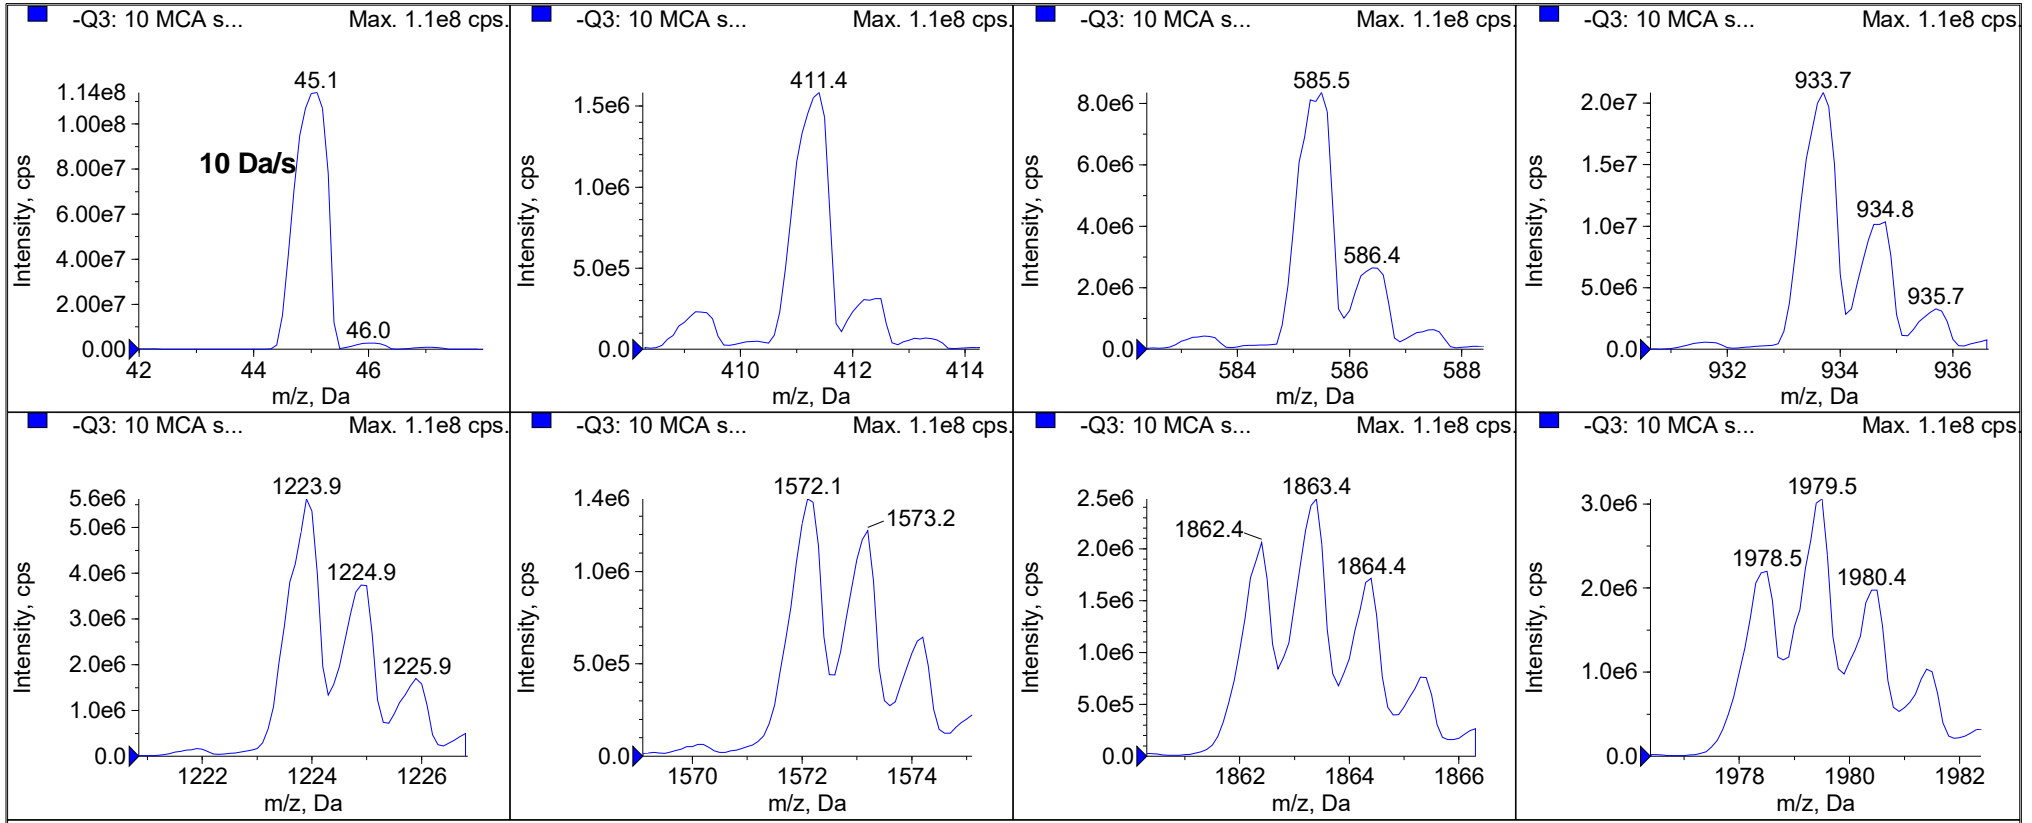 -Q3: 10 MCA s... Max. 1.1e8 cps.
45.1
1.14e8
1.00e8
8.00e7
6.00e7
4.00e7
2.00e7
0.00
10 Da/s
46.0
42 44 46
m/z, Da
Intensity, cps
-Q3: 10 MCA s... Max. 1.1e8 cps.
411.4
1.5e6
1.0e6
5.0e5
0.0
410 412 414
m/z, Da
Intensity, cps
-Q3: 10 MCA s... Max. 1.1e8 cps.
585.5
8.0e6
6.0e6
4.0e6
586.4
2.0e6
0.0
584 586 588
m/z, Da
Intensity, cps
-Q3: 10 MCA s... Max. 1.1e8 cps.
933.7
2.0e7
1.5e7
934.8
1.0e7
935.7
5.0e6
0.0
932 934 936
m/z, Da
Intensity, cps
-Q3: 10 MCA s... Max. 1.1e8 cps.
1223.9
5.6e6
5.0e6
4.0e6
1224.9
3.0e6
2.0e6
1225.9
1.0e6
0.0
1222 1224 1226
m/z, Da
Intensity, cps
-Q3: 10 MCA s... Max. 1.1e8 cps.
1572.1
1.4e6
1573.2
1.0e6
5.0e5
0.0
1570 1572 1574
m/z, Da
Intensity, cps
-Q3: 10 MCA s... Max. 1.1e8 cps.
1863.4
2.5e6
1862.4
2.0e6
1864.4
1.5e6
1.0e6
5.0e5
0.0
1862 1864 1866
m/z, Da
Intensity, cps
-Q3: 10 MCA s... Max. 1.1e8 cps.
1979.5
3.0e6
1978.5
1980.4
2.0e6
1.0e6
0.0
1978 1980 1982
m/z, Da
Intensity, cps